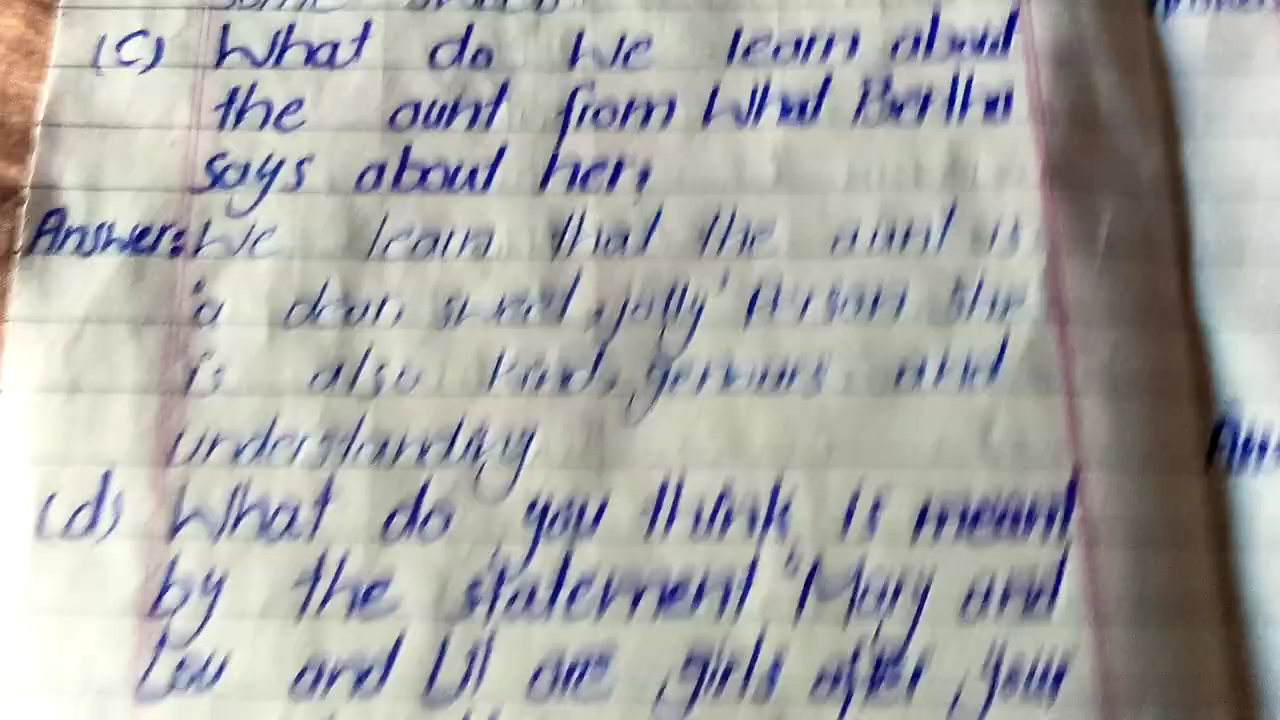 (c) What do we learn about
the aunt from what Bertha
says about her,
Answer: We learn that the aunt is
'a dear, sweet, jolly' person she
is also kind, generous and
understanding
(d) What do you think is meant
by the statement "Mary and
Lou and Lil are girls after your